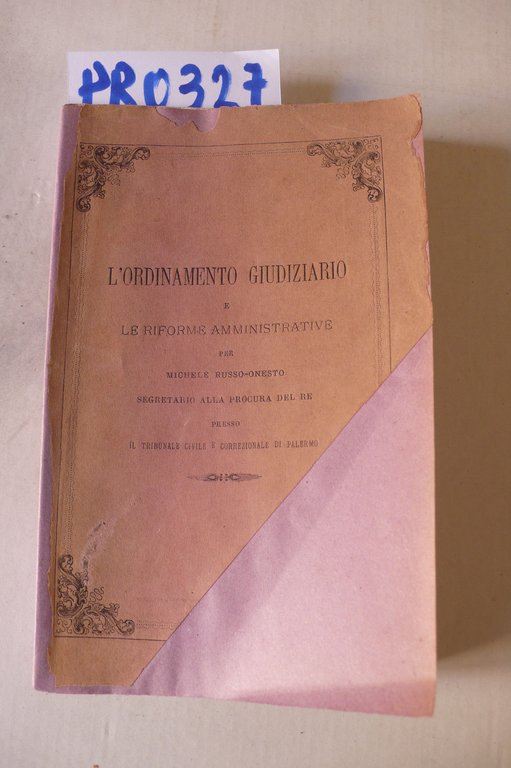 PR0327
L'ORDINAMENTO GIUDIZIARIO
E
LE RIFORME AMMINISTRATIVE
PER
MICHELE RUSSO-ONESTO
SEGRETARIO ALLA PROCURA DEL RE
PRESSO
IL TRIBUNALE CIVILE E CORREZIONALE DI PALERMO